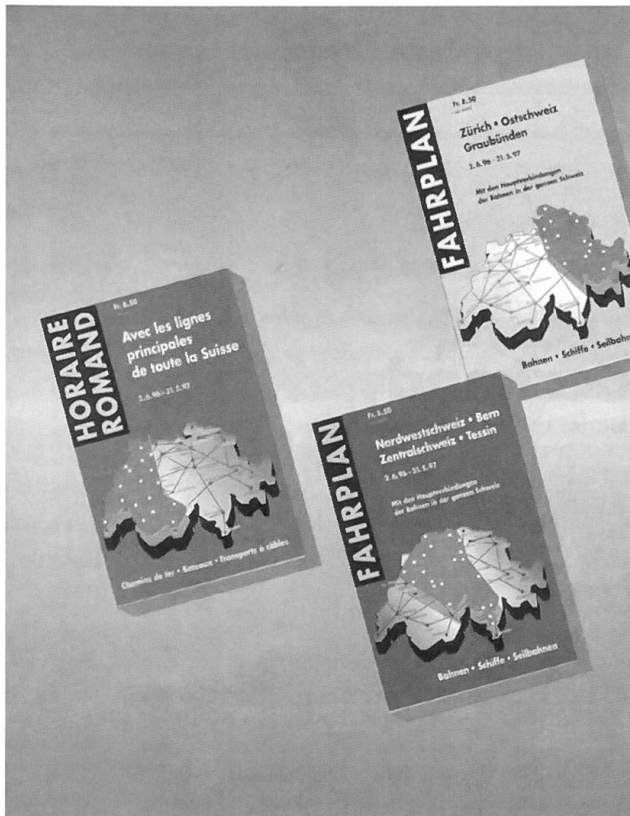 HORAIRE
ROMAND
Fr. 8.50
Avec les lignes
principales
de toute la Suisse
2.6.96–31.5.97
Chemins de fer • Bateaux • Transports à câbles
FAHRPLAN
Fr. 8.50
Zürich • Ostschweiz
Graubünden
2.6.96–31.5.97
Mit den Hauptverbindungen
der Bahnen in der ganzen Schweiz
Bahnen • Schiffe • Seilbahnen
FAHRPLAN
Fr. 8.50
Nordwestschweiz • Bern
Zentralschweiz • Tessin
2.6.96–31.5.97
Mit den Hauptverbindungen
der Bahnen in der ganzen Schweiz
Bahnen • Schiffe • Seilbahnen